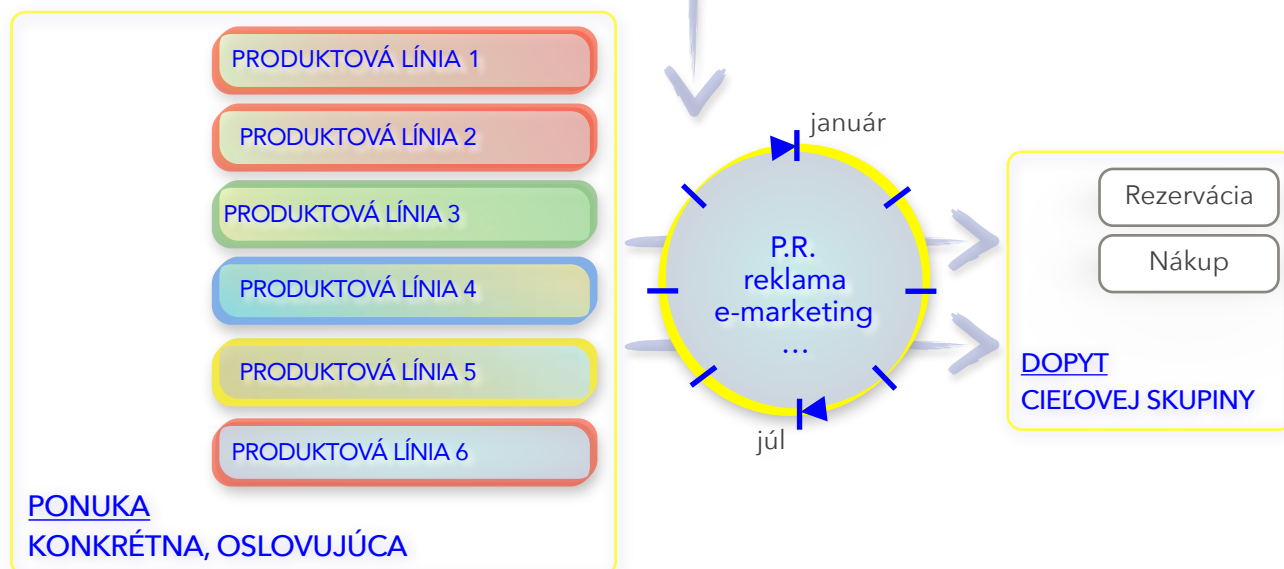 PRODUKTOVÁ LÍNIA 1
PRODUKTOVÁ LÍNIA 2
PRODUKTOVÁ LÍNIA 3
PRODUKTOVÁ LÍNIA 4
PRODUKTOVÁ LÍNIA 5
PRODUKTOVÁ LÍNIA 6
PONUKA
KONKRÉTNA, OSLOVUJÚCA
január
P.R.
reklama
e-marketing
...
júl
Rezervácia
Nákup
DOPYT
CIEĽOVEJ SKUPINY